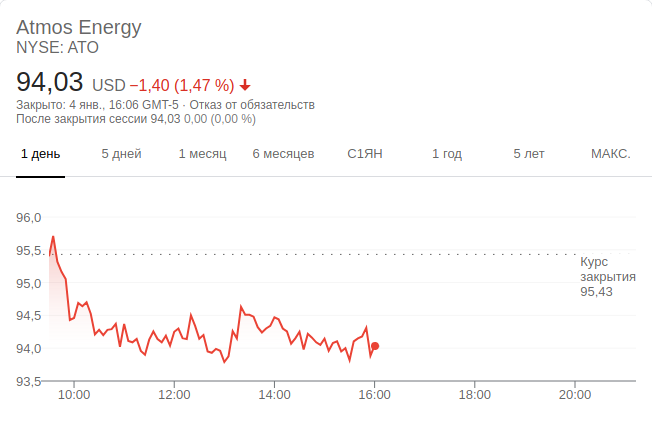 Atmos Energy
NYSE: ATO
94,03 USD −1,40 (1,47 %)
Закрыто: 4 янв., 16:06 GMT-5 · Отказ от обязательств
После закрытия сессии 94,03 0,00 (0,00 %)
1 день 5 дней 1 месяц 6 месяцев С1ЯН 1 год 5 лет МАКС.
96,0
95,5
Курс
закрытия
95,43
95,0
94,5
94,0
93,5
10:00 12:00 14:00 16:00 18:00 20:00